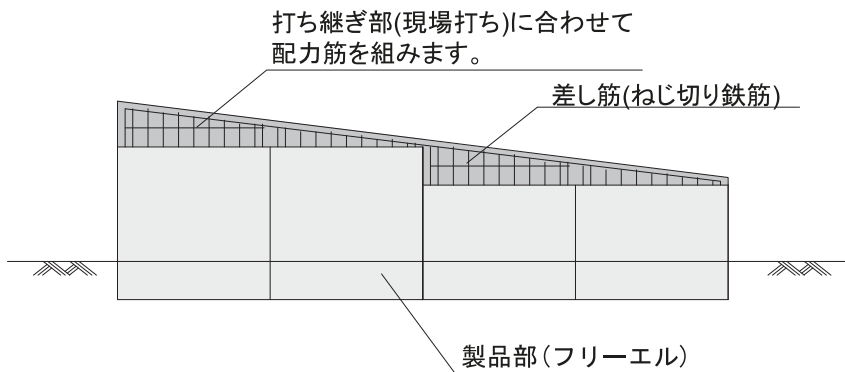 打ち継ぎ部(現場打ち)に合わせて
配力筋を組みます。
差し筋(ねじ切り鉄筋)
製品部(フリーエル)